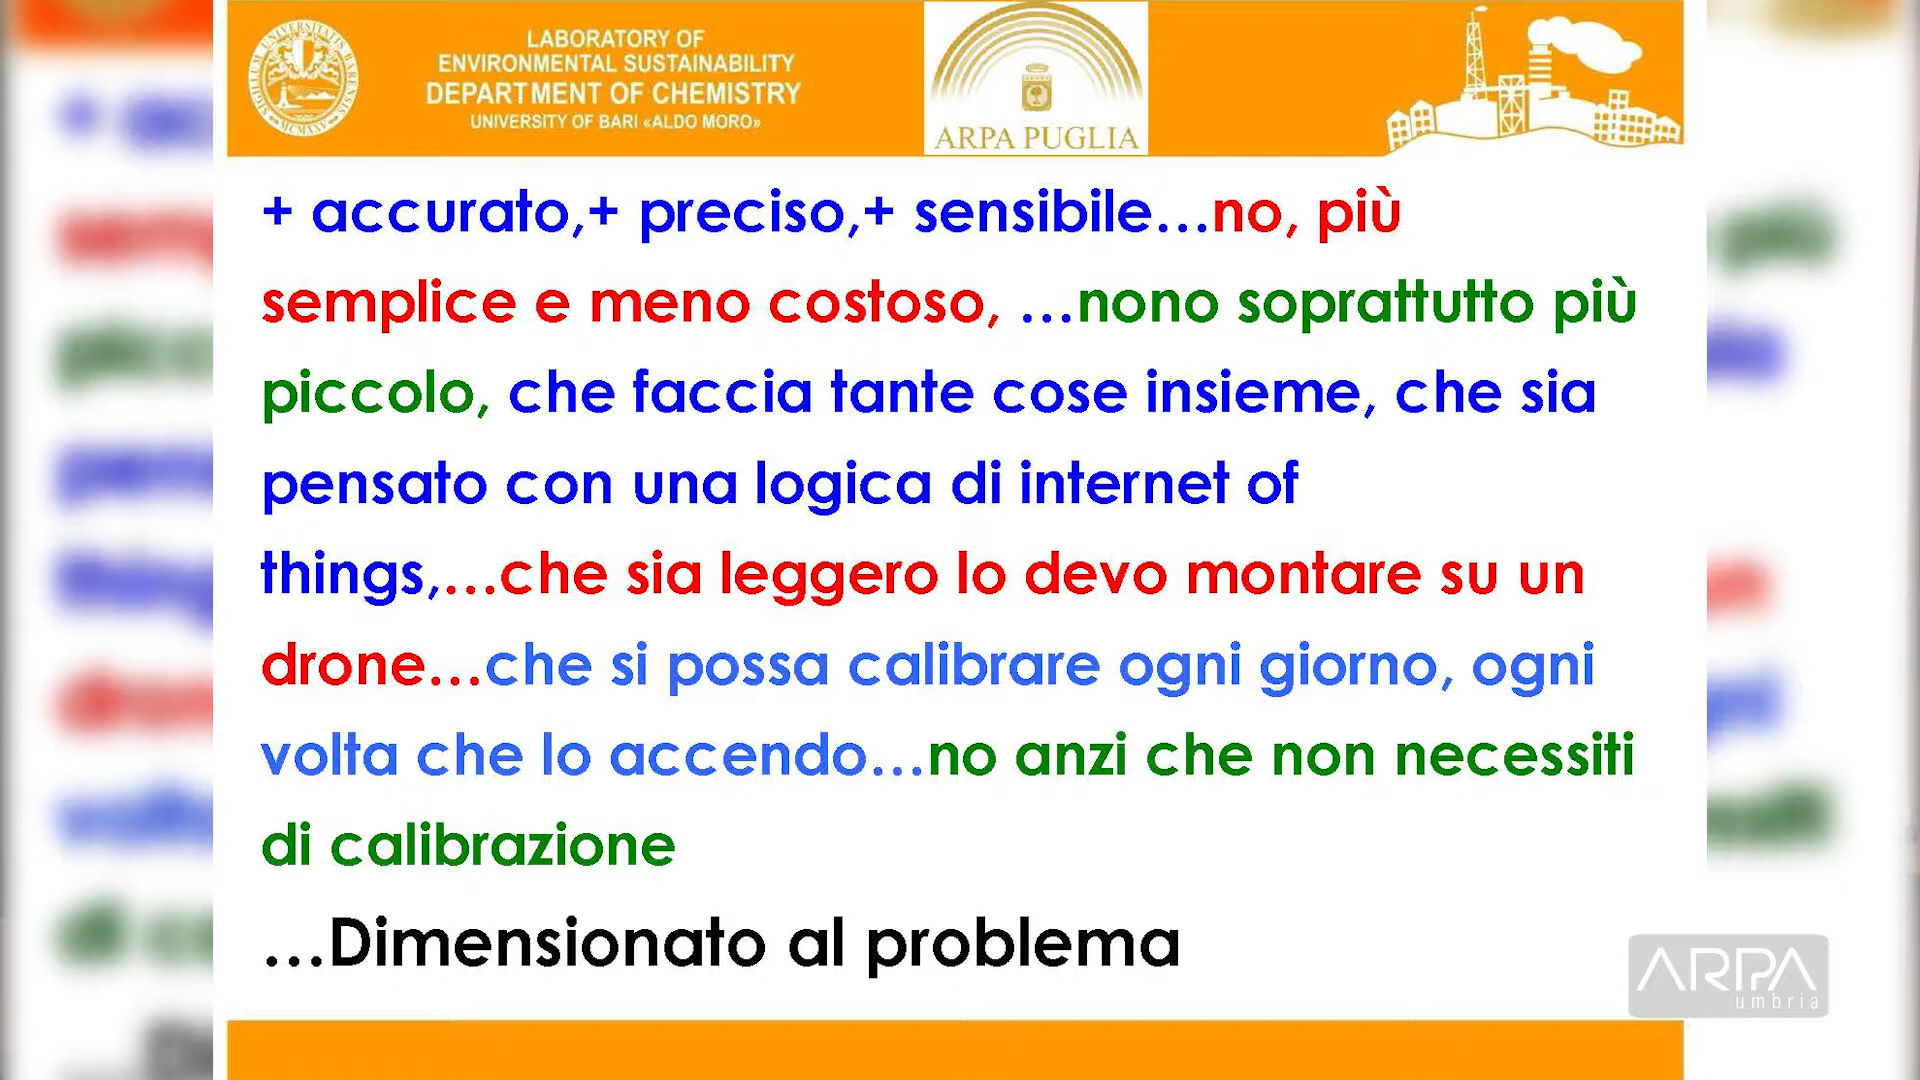 LABORATORY OF
ENVIRONMENTAL SUSTAINABILITY
DEPARTMENT OF CHEMISTRY
UNIVERSITY OF BARI «ALDO MORO»
ARPA PUGLIA
+ accurato,+ preciso,+ sensibile...no, più
semplice e meno costoso, ...nono soprattutto più
piccolo, che faccia tante cose insieme, che sia
pensato con una logica di internet of
things,...che sia leggero lo devo montare su un
drone...che si possa calibrare ogni giorno, ogni
volta che lo accendo...no anzi che non necessiti
di calibrazione
...Dimensionato al problema
ARPA
umbria